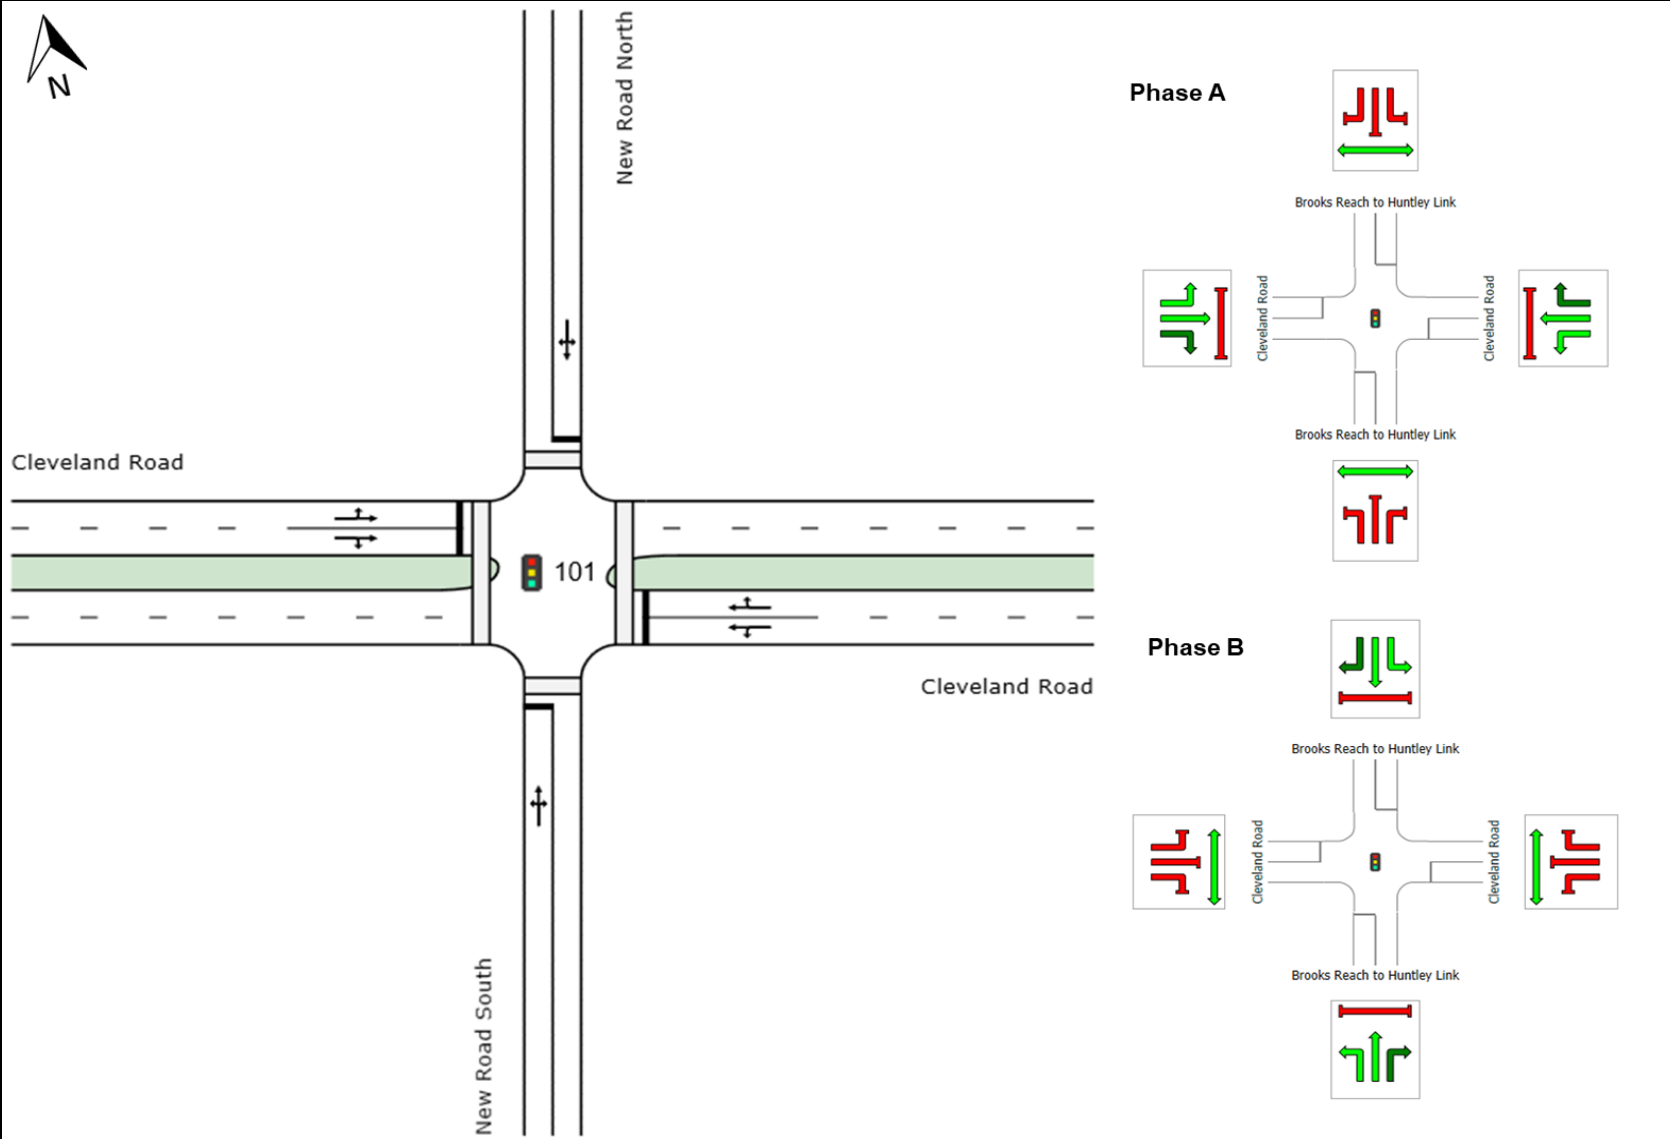 N
New Road North
Cleveland Road
101
Cleveland Road
New Road South
Phase A
Brooks Reach to Huntley Link
Cleveland Road
Cleveland Road
Brooks Reach to Huntley Link
Phase B
Brooks Reach to Huntley Link
Cleveland Road
Cleveland Road
Brooks Reach to Huntley Link